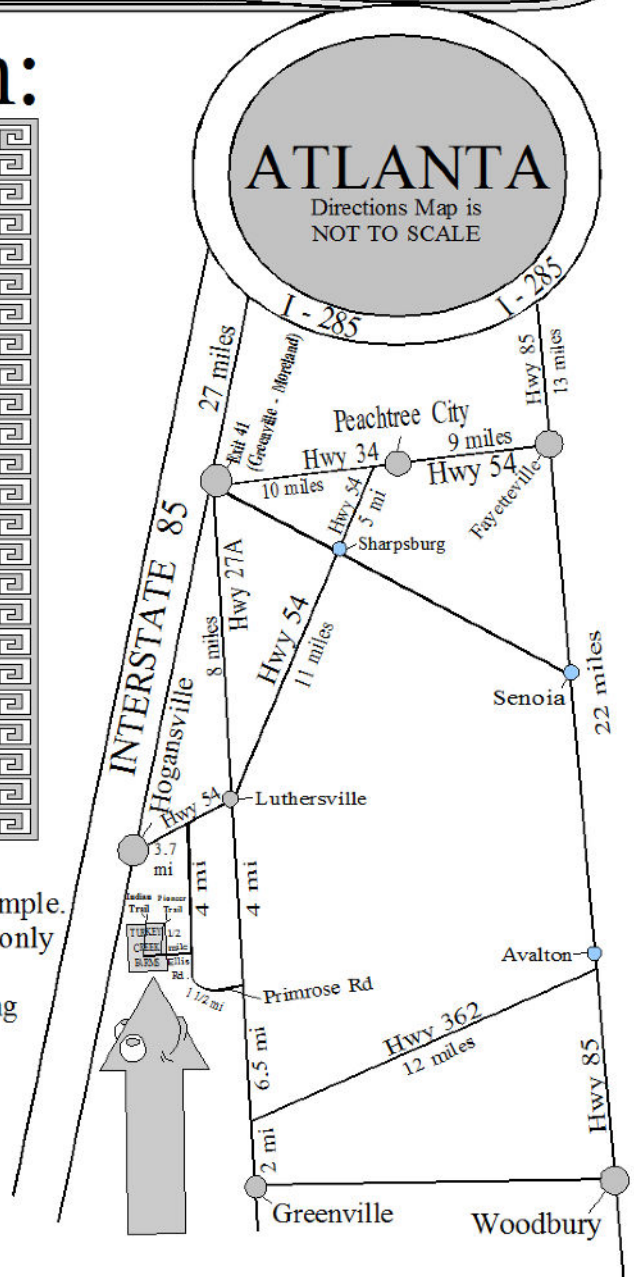 n:
ATLANTA
Directions Map is
NOT TO SCALE
I - 285
I - 285
27 miles
Exit 41
(Greenville - Moreland)
Hwy 85
13 miles
Peachtree City
Hwy 34
10 miles
9 miles
Hwy 54
Fayetteville
Hwy 54
5 mi
Sharpsburg
INTERSTATE 85
Hwy 27A
8 miles
Hwy 54
11 miles
Senoia
22 miles
Hogansville
Hwy 54
Luthersville
3.7
mi
4 mi
4 mi
mple.
only
g
Indian
Trail
Pioneer
Trail
TURKEY
CREEK
FARMS
1/2
mile
Ellis
Rd.
1 1/2 mi
Primrose Rd
Avalton
6.5 mi
Hwy 362
12 miles
Hwy 85
2 mi
Greenville
Woodbury